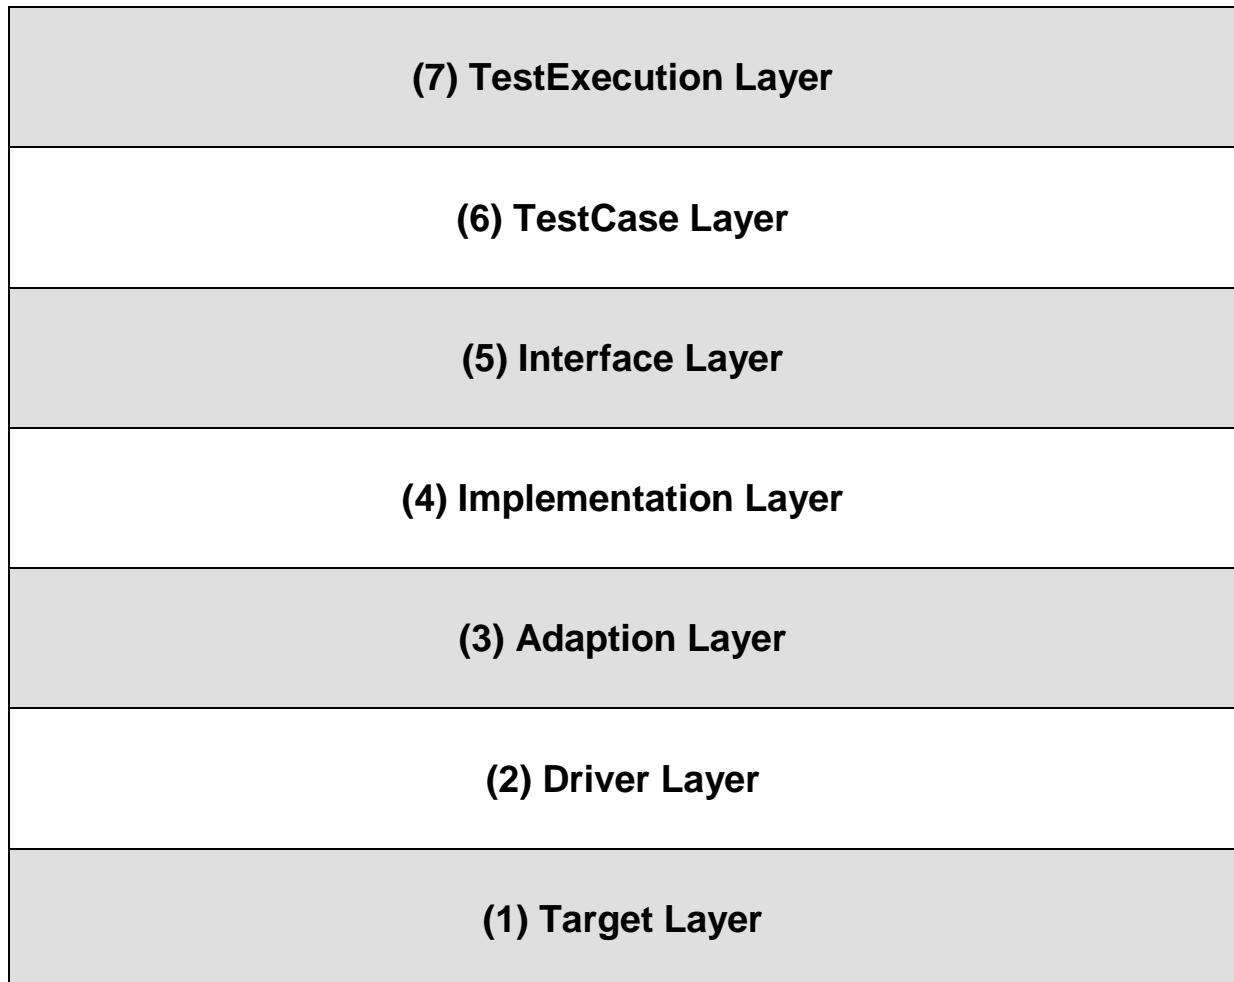 (7) TestExecution Layer
(6) TestCase Layer
(5) Interface Layer
(4) Implementation Layer
(3) Adaption Layer
(2) Driver Layer
(1) Target Layer